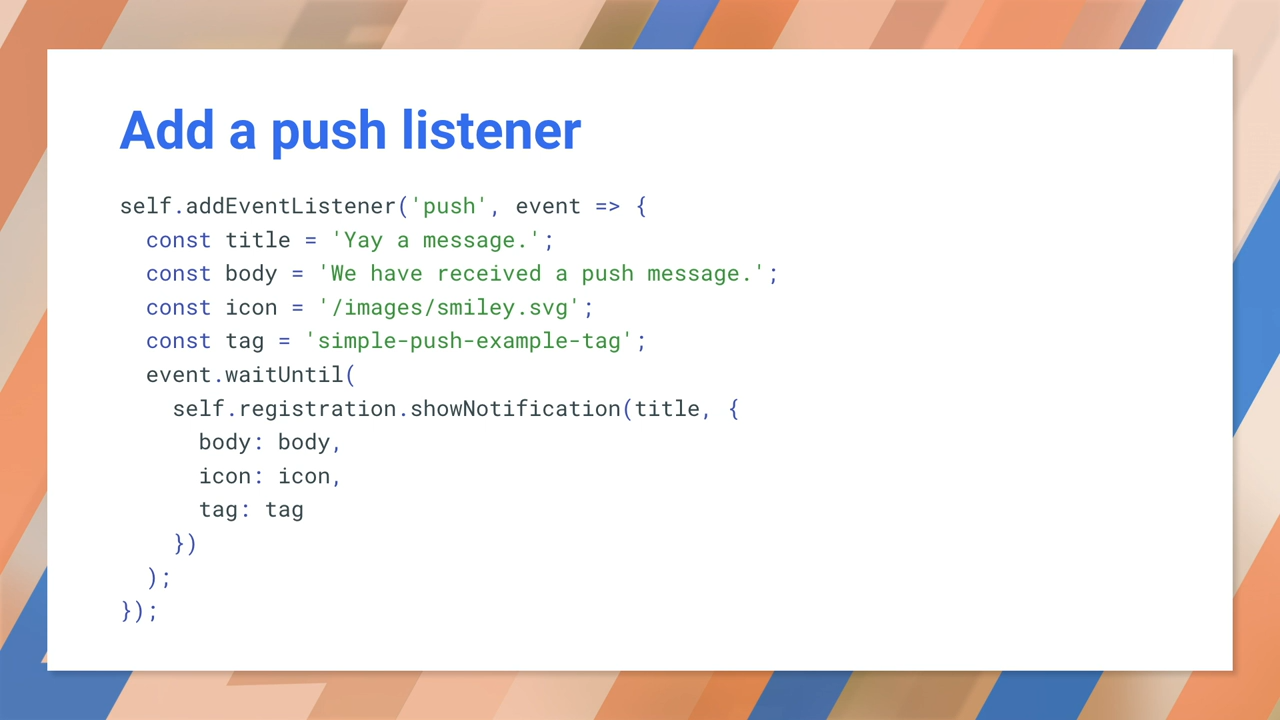 Add a push listener
self.addEventListener('push', event => {
  const title = 'Yay a message.';
  const body = 'We have received a push message.';
  const icon = '/images/smiley.svg';
  const tag = 'simple-push-example-tag';
  event.waitUntil(
    self.registration.showNotification(title, {
      body: body,
      icon: icon,
      tag: tag
    })
  );
});